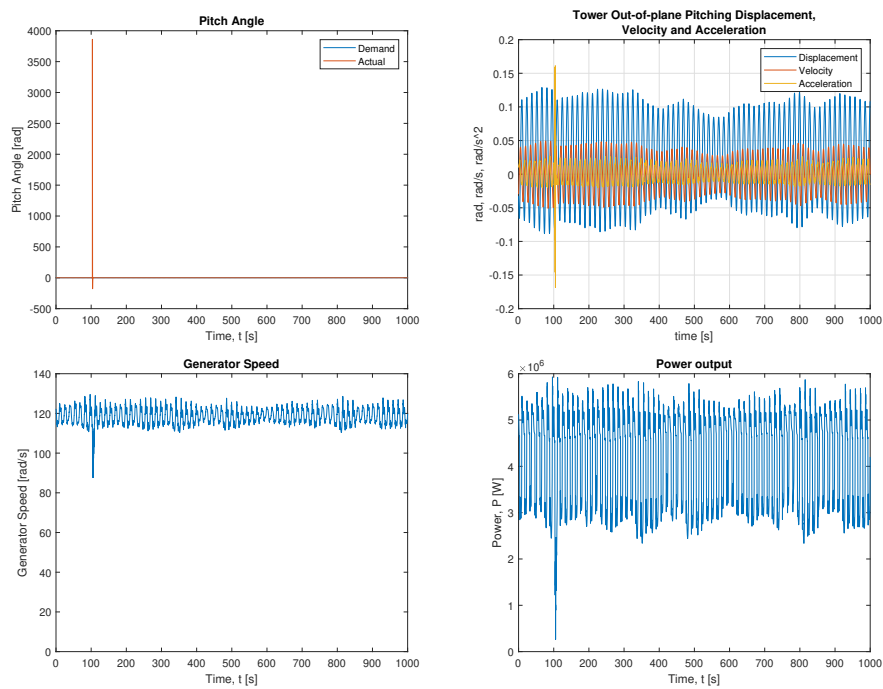 Pitch Angle
4000
3500
3000
2500
2000
1500
1000
500
0
-500
Pitch Angle [rad]
Demand
Actual
0 100 200 300 400 500 600 700 800 900 1000
Time, t [s]
Tower Out-of-plane Pitching Displacement,
Velocity and Acceleration
0.2
0.15
0.1
0.05
0
-0.05
-0.1
-0.15
-0.2
rad, rad/s, rad/s^2
Displacement
Velocity
Acceleration
0 100 200 300 400 500 600 700 800 900 1000
time [s]
Generator Speed
140
120
100
80
60
40
20
0
Generator Speed [rad/s]
0 100 200 300 400 500 600 700 800 900 1000
Time, t [s]
Power output
×10^6
6
5
4
3
2
1
0
Power, P [W]
0 100 200 300 400 500 600 700 800 900 1000
Time, t [s]